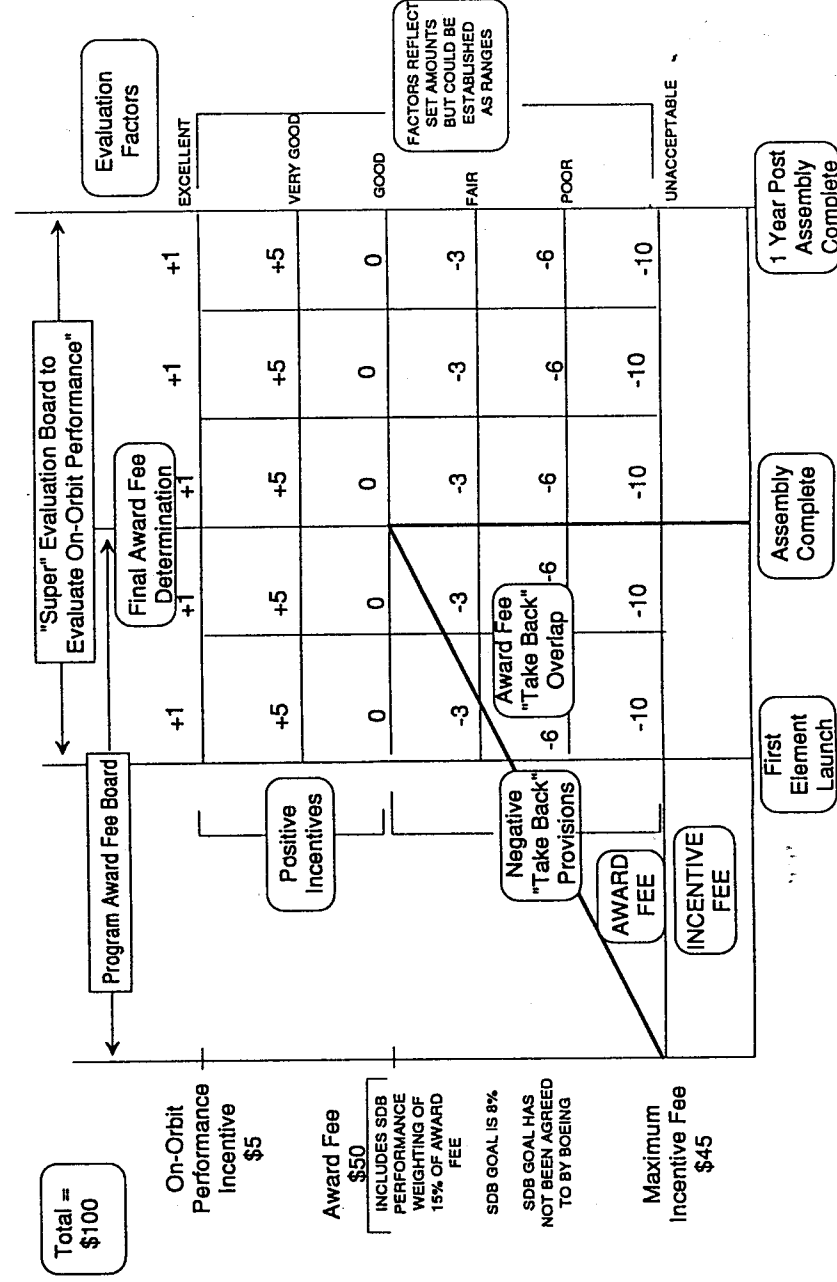 Total =
$100
"Super" Evaluation Board to
Evaluate On-Orbit Performance"
Program Award Fee Board
Final Award Fee
Determination
Evaluation
Factors
On-Orbit
Performance
Incentive
$5
+1
+1
+1
+1
+1
EXCELLENT
Positive
Incentives
+5
+5
+5
+5
+5
VERY GOOD
Award Fee
$50
0
0
0
0
0
GOOD
INCLUDES SDB
PERFORMANCE
WEIGHTING OF
15% OF AWARD
FEE
SDB GOAL IS 8%
SDB GOAL HAS
NOT BEEN AGREED
TO BY BOEING
FACTORS REFLECT
SET AMOUNTS
BUT COULD BE
ESTABLISHED
AS RANGES
-3
-3
-3
-3
-3
FAIR
Negative
"Take Back"
Provisions
Award Fee
"Take Back"
Overlap
-6
-6
-6
-6
-6
POOR
AWARD
FEE
-10
-10
-10
-10
-10
UNACCEPTABLE
Maximum
Incentive Fee
$45
INCENTIVE
FEE
First
Element
Launch
Assembly
Complete
1 Year Post
Assembly
Complete